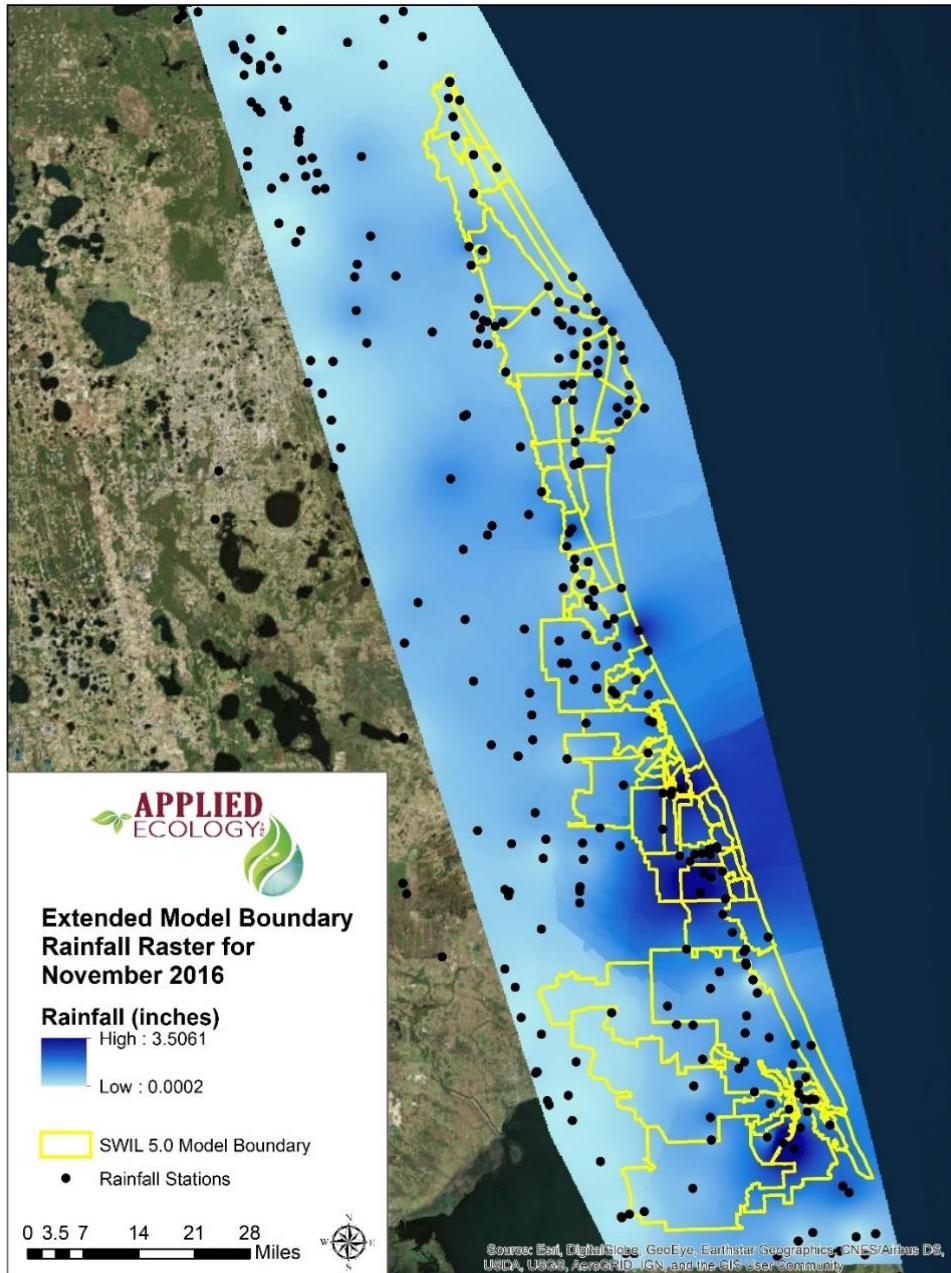 APPLIED
ECOLOGY INC
Extended Model Boundary
Rainfall Raster for
November 2016
Rainfall (inches)
High : 3.5061
Low : 0.0002
SWIL 5.0 Model Boundary
Rainfall Stations
0 3.5 7 14 21 28
Miles
N
W E
S
Source: Esri, DigitalGlobe, GeoEye, Earthstar Geographics, CNES/Airbus DS,
USDA, USGS, AeroGRID, IGN, and the GIS User Community